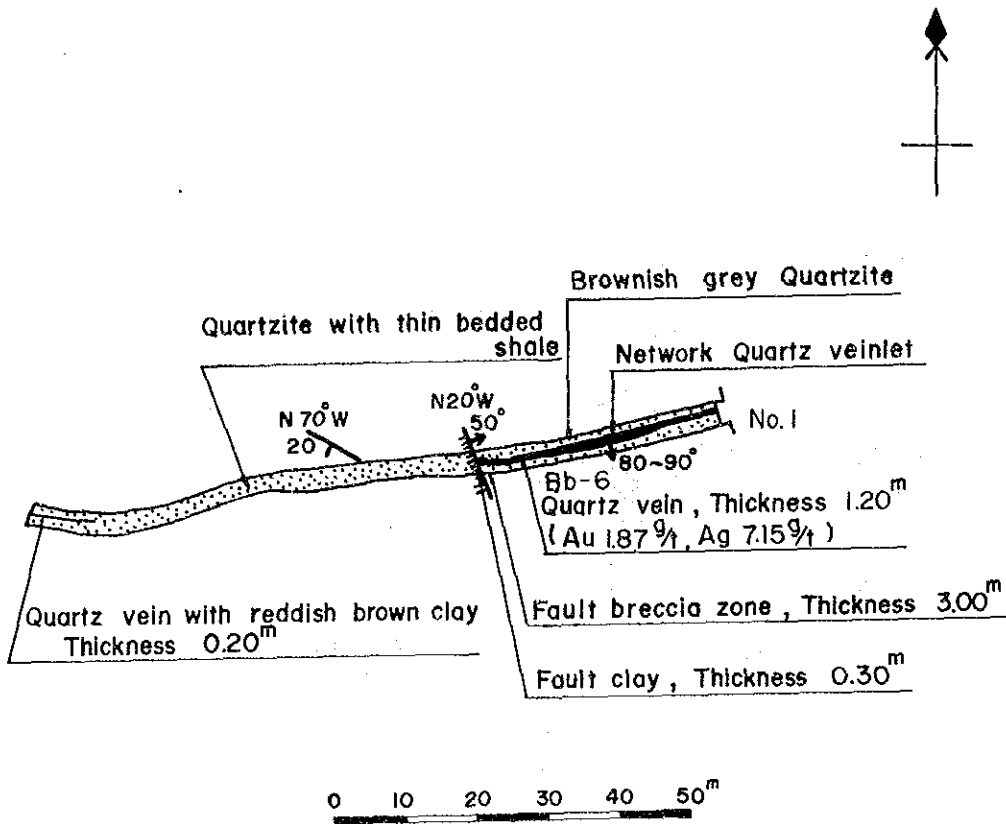 Brownish grey Quartzite
Quartzite with thin bedded
shale
Network Quartz veinlet
N 70° W
20
N20°W
50°
No. 1
80~90°
Bb-6
Quartz vein, Thickness 1.20ᵐ
(Au 1.87 g/t, Ag 7.15 g/t)
Quartz vein with reddish brown clay
Thickness 0.20ᵐ
Fault breccia zone, Thickness 3.00ᵐ
Fault clay, Thickness 0.30ᵐ
0 10 20 30 40 50ᵐ